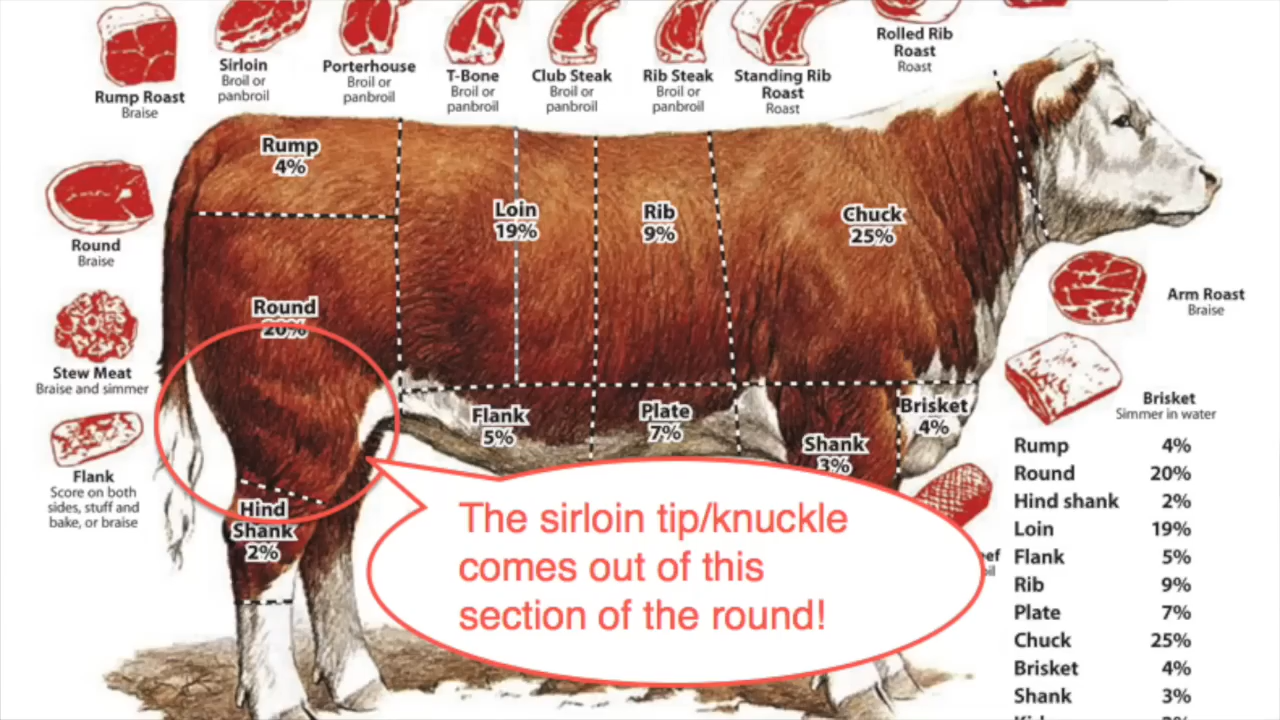 Rump Roast
Braise
Sirloin
Broil or
panbroil
Porterhouse
Broil or
panbroil
T-Bone
Broil or
panbroil
Club Steak
Broil or
panbroil
Rib Steak
Broil or
panbroil
Standing Rib
Roast
Roast
Rolled Rib
Roast
Roast
Round
Braise
Stew Meat
Braise and simmer
Flank
Score on both
sides, stuff and
bake, or braise
Rump
4%
Round
20%
Hind
Shank
2%
Loin
19%
Rib
9%
Chuck
25%
Flank
5%
Plate
7%
Shank
3%
Brisket
4%
Arm Roast
Braise
Brisket
Simmer in water
The sirloin tip/knuckle
comes out of this
section of the round!
Rump 4%
Round 20%
Hind shank 2%
Loin 19%
Flank 5%
Rib 9%
Plate 7%
Chuck 25%
Brisket 4%
Shank 3%